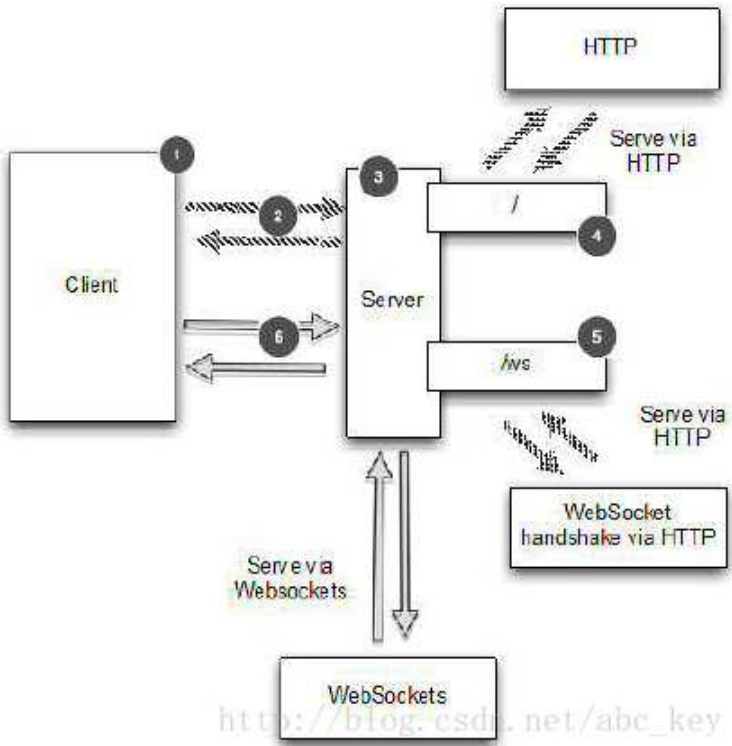 HTTP
Serve via
HTTP
1
3
2
/
4
Client
Server
6
5
/ws
Serve via
HTTP
WebSocket
handshake via HTTP
Serve via
Websockets
WebSockets
http://blog.csdn.net/abc_key